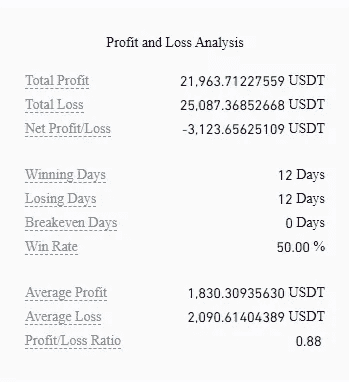 Profit and Loss Analysis
Total Profit 21,963.71227559 USDT
Total Loss 25,087.36852668 USDT
Net Profit/Loss -3,123.65625109 USDT
Winning Days 12 Days
Losing Days 12 Days
Breakeven Days 0 Days
Win Rate 50.00 %
Average Profit 1,830.30935630 USDT
Average Loss 2,090.61404389 USDT
Profit/Loss Ratio 0.88